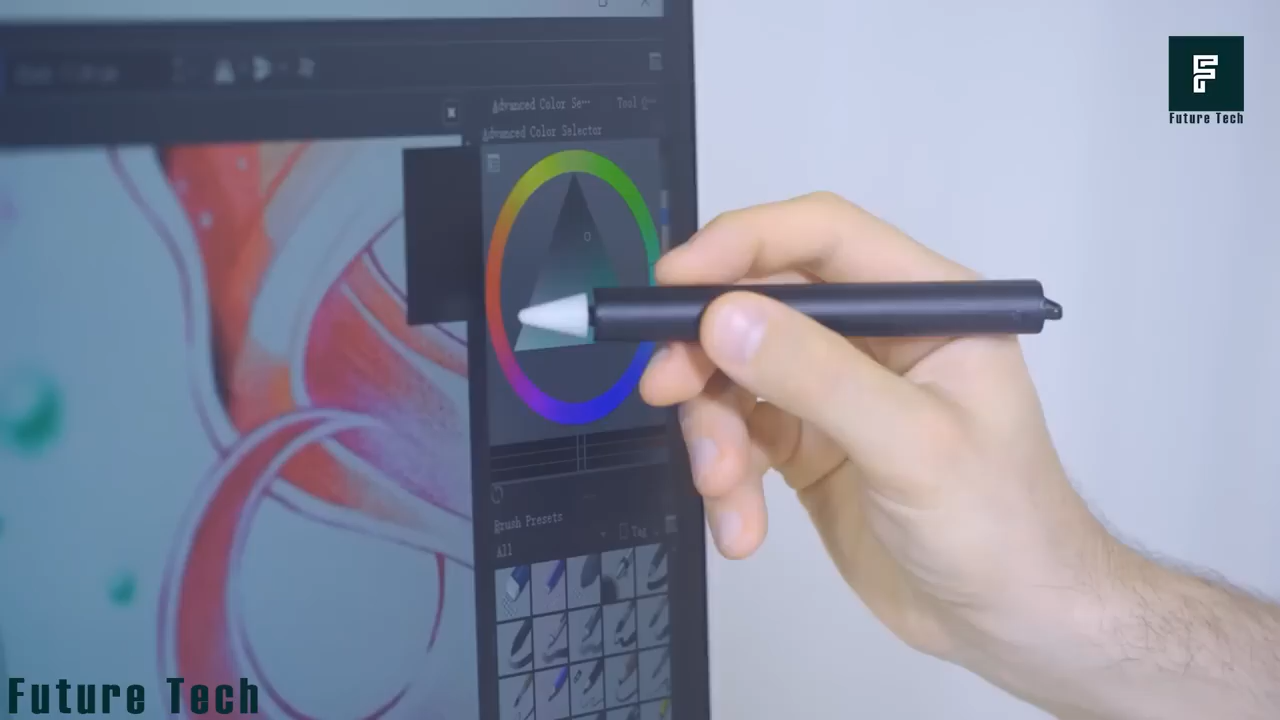 Future Tech
Advanced Color Se…
Tool
Advanced Color Selector
Brush Presets
Tag
All
Future Tech